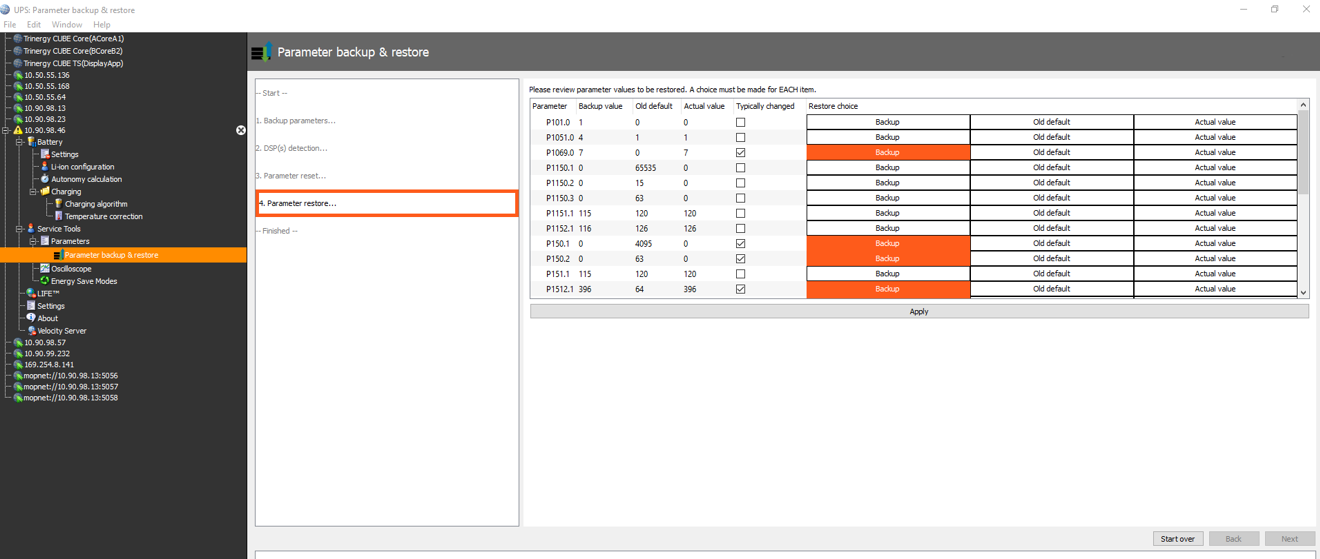 UPS: Parameter backup & restore
File Edit Window Help
Trinergy CUBE Core(ACoreA1)
Trinergy CUBE Core(BCoreB2)
Trinergy CUBE TS(DisplayApp)
10.50.55.136
10.50.55.168
10.50.55.64
10.90.98.13
10.90.98.23
10.90.98.46
Battery
Settings
Li-ion configuration
Autonomy calculation
Charging
Charging algorithm
Temperature correction
Service Tools
Parameters
Parameter backup & restore
Oscilloscope
Energy Save Modes
LIFE™
Settings
About
Velocity Server
10.90.98.57
10.90.99.232
169.254.8.141
mopnet://10.90.98.13:5056
mopnet://10.90.98.13:5057
mopnet://10.90.98.13:5058
Parameter backup & restore
-- Start --
1. Backup parameters...
2. DSP(s) detection...
3. Parameter reset...
4. Parameter restore...
-- Finished --
Please review parameter values to be restored. A choice must be made for EACH item.
Parameter Backup value Old default Actual value Typically changed Restore choice
P101.0 1 0 0 Backup Old default Actual value
P1051.0 4 1 1 Backup Old default Actual value
P1069.0 7 0 7 Backup Old default Actual value
P1150.1 0 65535 0 Backup Old default Actual value
P1150.2 0 15 0 Backup Old default Actual value
P1150.3 0 63 0 Backup Old default Actual value
P1151.1 115 120 120 Backup Old default Actual value
P1152.1 116 126 126 Backup Old default Actual value
P150.1 0 4095 0 Backup Old default Actual value
P150.2 0 63 0 Backup Old default Actual value
P151.1 115 120 120 Backup Old default Actual value
P1512.1 396 64 396 Backup Old default Actual value
Apply
Start over Back Next